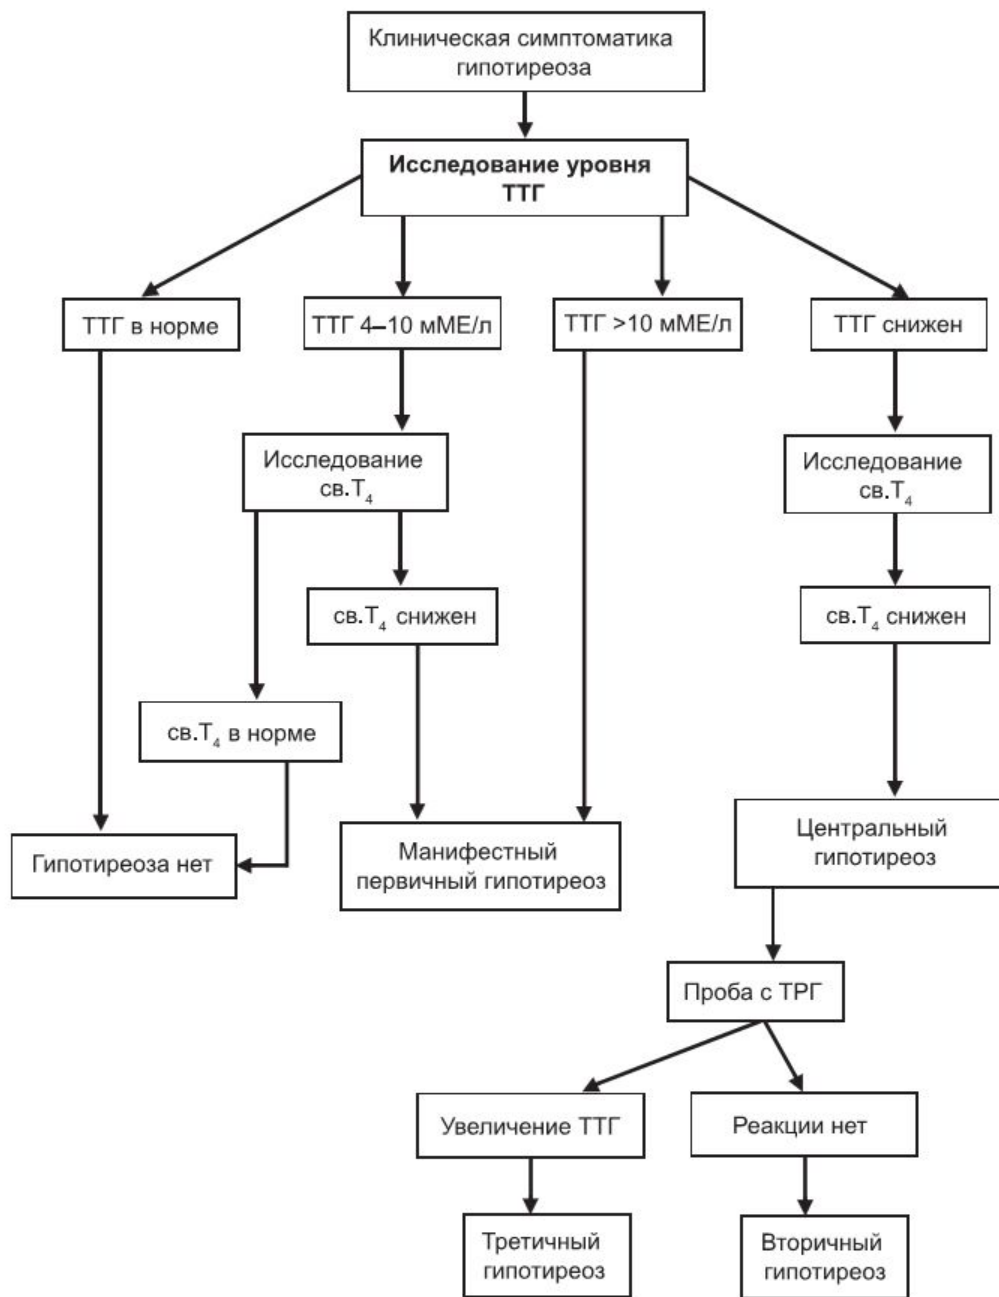 Клиническая симптоматика
гипотиреоза
Исследование уровня
ТТГ
ТТГ в норме
ТТГ 4–10 мМЕ/л
ТТГ >10 мМЕ/л
ТТГ снижен
Исследование
св.Т₄
Исследование
св.Т₄
св.Т₄ снижен
св.Т₄ снижен
св.Т₄ в норме
Гипотиреоза нет
Манифестный
первичный гипотиреоз
Центральный
гипотиреоз
Проба с ТРГ
Увеличение ТТГ
Реакции нет
Третичный
гипотиреоз
Вторичный
гипотиреоз